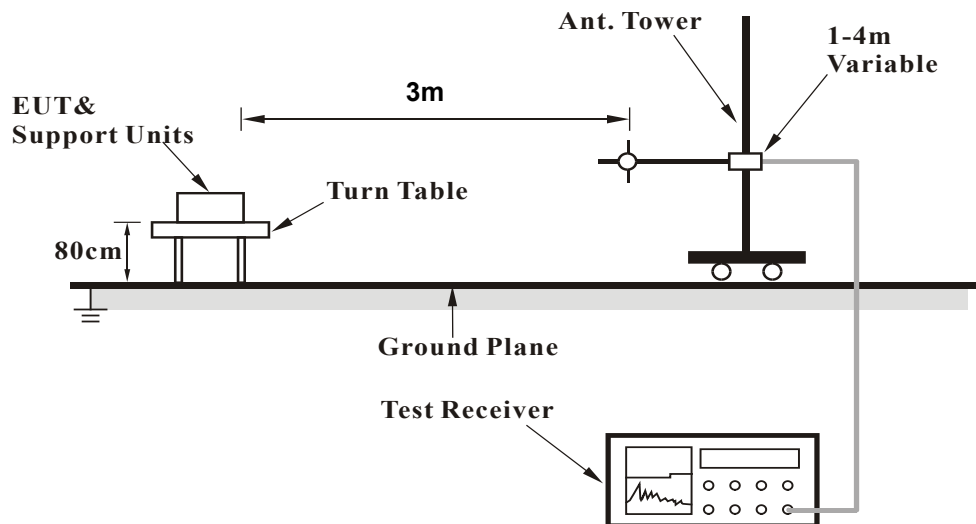 Ant. Tower
1-4m
Variable
3m
EUT&
Support Units
Turn Table
80cm
Ground Plane
Test Receiver